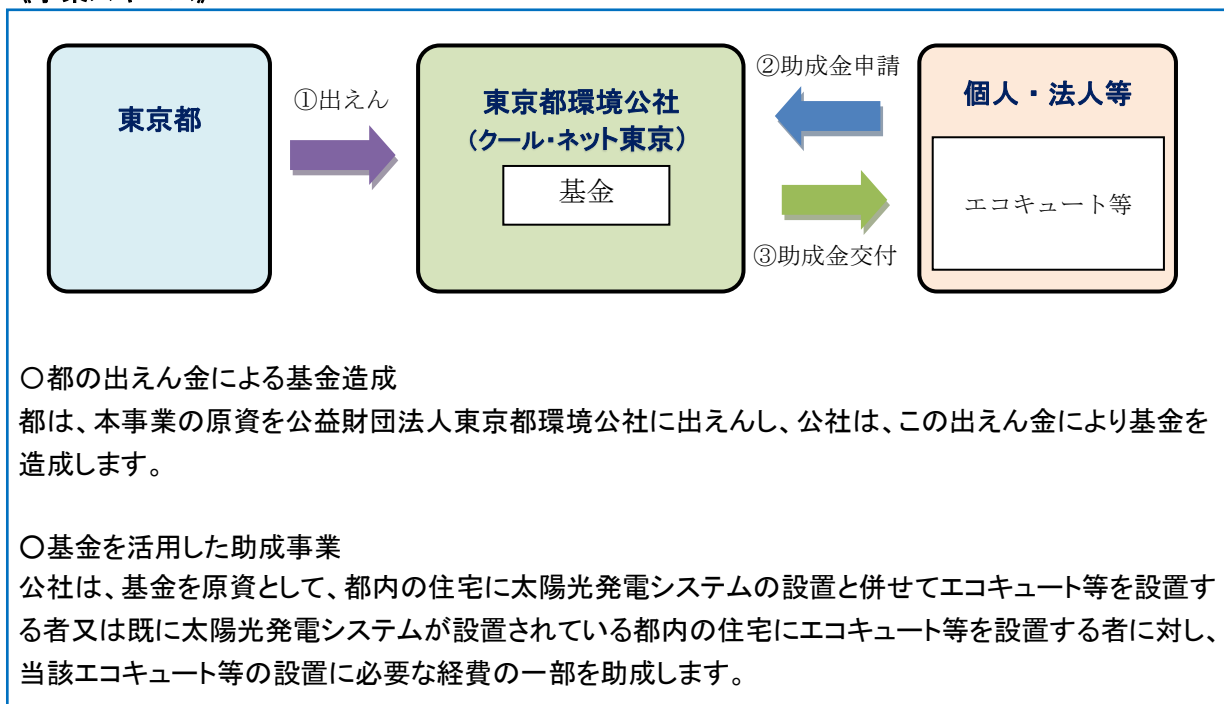 東京都
①出えん
東京都環境公社
（クール・ネット東京）
基金
②助成金申請
③助成金交付
個人・法人等
エコキュート等
〇都の出えん金による基金造成
都は、本事業の原資を公益財団法人東京都環境公社に出えんし、公社は、この出えん金により基金を
造成します。
〇基金を活用した助成事業
公社は、基金を原資として、都内の住宅に太陽光発電システムの設置と併せてエコキュート等を設置す
る者又は既に太陽光発電システムが設置されている都内の住宅にエコキュート等を設置する者に対し、
当該エコキュート等の設置に必要な経費の一部を助成します。